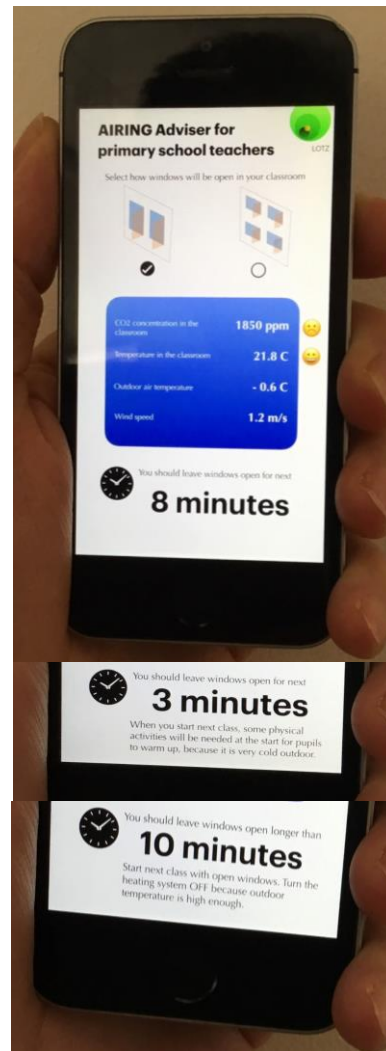 AIRING Adviser for
primary school teachers
LOTZ
Select how windows will be open in your classroom
CO2 concentration in the
classroom
1850 ppm
Temperature in the classroom
21.8 C
Outdoor air temperature
- 0.6 C
Wind speed
1.2 m/s
You should leave windows open for next
8 minutes
You should leave windows open for next
3 minutes
When you start next class, some physical
activities will be needed at the start for pupils
to warm up, because it is very cold outdoor.
You should leave windows open longer than
10 minutes
Start next class with open windows. Turn the
heating system OFF because outdoor
temperature is high enough.